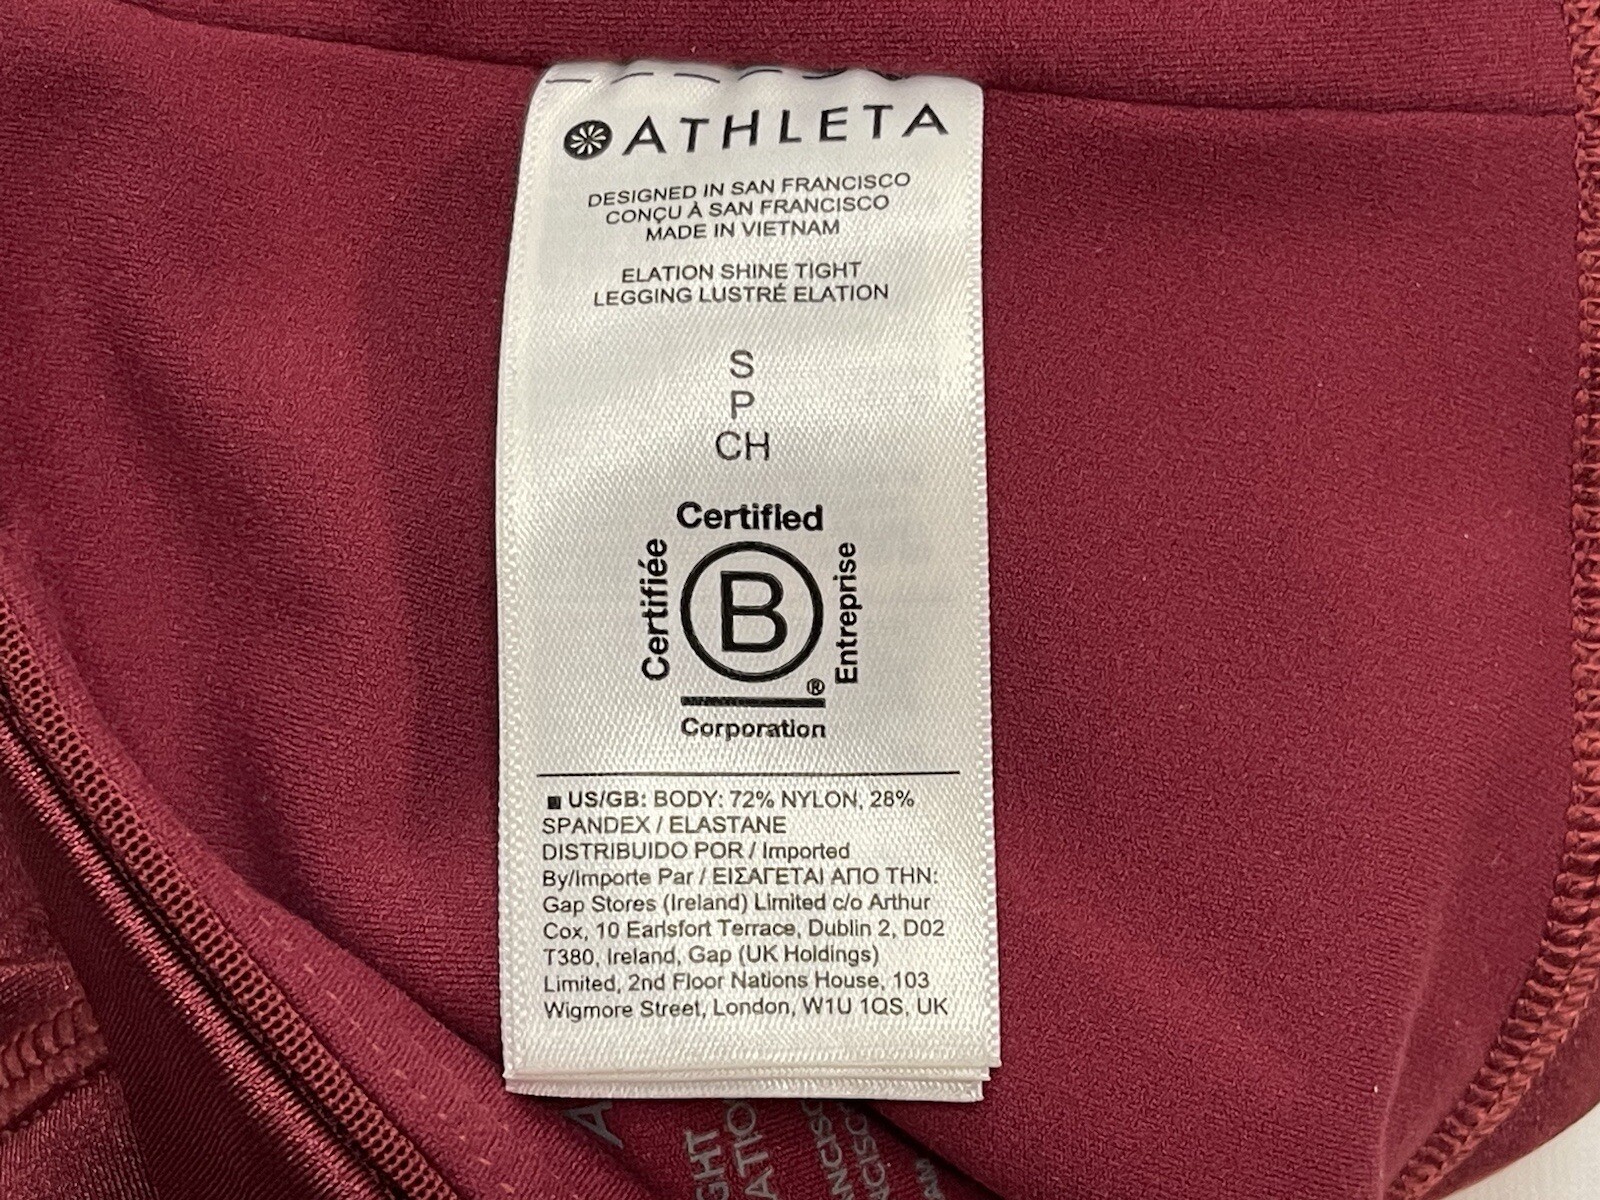 ATHLETA
DESIGNED IN SAN FRANCISCO
CONÇU À SAN FRANCISCO
MADE IN VIETNAM
ELATION SHINE TIGHT
LEGGING LUSTRÉ ELATION
S
P
CH
Certified
Certifiée
B
Entreprise
®
Corporation
US/GB: BODY: 72% NYLON, 28%
SPANDEX / ELASTANE
DISTRIBUIDO POR / Imported
By/Importe Par / ΕΙΣΑΓΕΤΑΙ ΑΠΟ ΤΗΝ:
Gap Stores (Ireland) Limited c/o Arthur
Cox, 10 Earlsfort Terrace, Dublin 2, D02
T380, Ireland, Gap (UK Holdings)
Limited, 2nd Floor Nations House, 103
Wigmore Street, London, W1U 1QS, UK